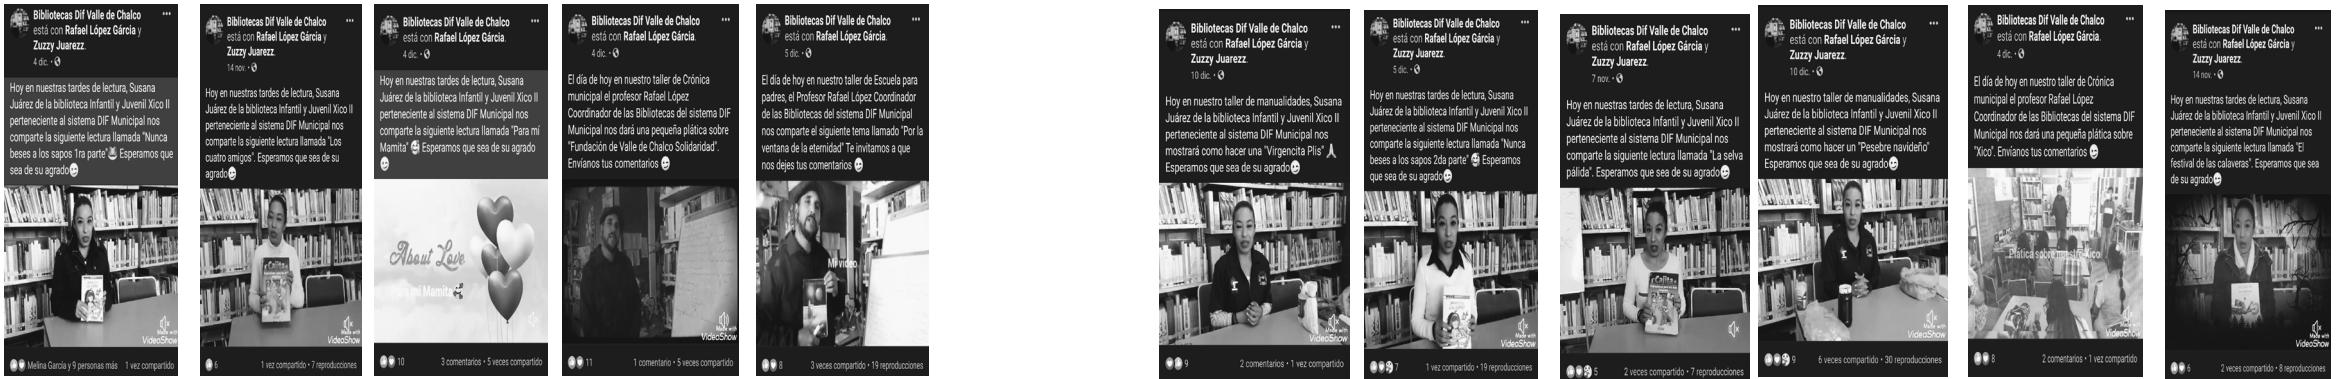 Bibliotecas Dif Valle de Chalco
está con Rafael López Gárcia y
Zuzzy Juarezz.
4 dic.
Hoy en nuestras tardes de lectura, Susana
Juárez de la biblioteca Infantil y Juvenil Xico II
perteneciente al sistema DIF Municipal nos
comparte la siguiente lectura llamada "Nunca
beses a los sapos 1ra parte" Esperamos que
sea de su agrado
Made with
VideoShow
Melina García y 9 personas más 1 vez compartido
Bibliotecas Dif Valle de Chalco
está con Rafael López Gárcia y
Zuzzy Juarezz.
14 nov.
Hoy en nuestras tardes de lectura, Susana
Juárez de la biblioteca Infantil y Juvenil Xico II
perteneciente al sistema DIF Municipal nos
comparte la siguiente lectura llamada "Los
cuatro amigos". Esperamos que sea de su
agrado
Made with
VideoShow
6 1 vez compartido • 7 reproducciones
Bibliotecas Dif Valle de Chalco
está con Rafael López Gárcia.
4 dic.
Hoy en nuestras tardes de lectura, Susana
Juárez de la biblioteca Infantil y Juvenil Xico II
perteneciente al sistema DIF Municipal nos
comparte la siguiente lectura llamada "Para mí
Mamita" Esperamos que sea de su agrado
About Love
Para mi Mamita
10 3 comentarios • 5 veces compartido
Bibliotecas Dif Valle de Chalco
está con Rafael López Gárcia.
4 dic.
El día de hoy en nuestro taller de Crónica
municipal el profesor Rafael López
Coordinador de las Bibliotecas del sistema DIF
Municipal nos dará una pequeña plática sobre
"Fundación de Valle de Chalco Solidaridad".
Envíanos tus comentarios
Made with
VideoShow
11 1 comentario • 5 veces compartido
Bibliotecas Dif Valle de Chalco
está con Rafael López Gárcia.
5 dic.
El día de hoy en nuestro taller de Escuela para
padres, el Profesor Rafael López Coordinador
de las Bibliotecas del sistema DIF Municipal
nos comparte el siguiente tema llamado "Por la
ventana de la eternidad" Te invitamos a que
nos dejes tus comentarios
Mi video
Made with
VideoShow
8 3 veces compartido • 19 reproducciones
Bibliotecas Dif Valle de Chalco
está con Rafael López Gárcia y
Zuzzy Juarezz.
10 dic.
Hoy en nuestro taller de manualidades, Susana
Juárez de la biblioteca Infantil y Juvenil Xico II
perteneciente al sistema DIF Municipal nos
mostrará como hacer una "Virgencita Plis"
Esperamos que sea de su agrado
Made with
VideoShow
9 2 comentarios • 1 vez compartido
Bibliotecas Dif Valle de Chalco
está con Rafael López Gárcia y
Zuzzy Juarezz.
5 dic.
Hoy en nuestras tardes de lectura, Susana
Juárez de la biblioteca Infantil y Juvenil Xico II
perteneciente al sistema DIF Municipal nos
comparte la siguiente lectura llamada "Nunca
beses a los sapos 2da parte" Esperamos
que sea de su agrado
Made with
VideoShow
7 1 vez compartido • 19 reproducciones
Bibliotecas Dif Valle de Chalco
está con Rafael López Gárcia y
Zuzzy Juarezz.
7 nov.
Hoy en nuestras tardes de lectura, Susana
Juárez de la biblioteca Infantil y Juvenil Xico II
perteneciente al sistema DIF Municipal nos
comparte la siguiente lectura llamada "La selva
pálida". Esperamos que sea de su agrado
5 2 veces compartido • 7 reproducciones
Bibliotecas Dif Valle de Chalco
está con Rafael López Gárcia y
Zuzzy Juarezz.
10 dic.
Hoy en nuestro taller de manualidades, Susana
Juárez de la biblioteca Infantil y Juvenil Xico II
perteneciente al sistema DIF Municipal nos
mostrará como hacer un "Pesebre navideño"
Esperamos que sea de su agrado
Made with
VideoShow
9 6 veces compartido • 30 reproducciones
Bibliotecas Dif Valle de Chalco
está con Rafael López Gárcia.
4 dic.
El día de hoy en nuestro taller de Crónica
municipal el profesor Rafael López
Coordinador de las Bibliotecas del sistema DIF
Municipal nos dará una pequeña plática sobre
"Xico". Envíanos tus comentarios
Plática sobre nuestro Xico
Made with
VideoShow
8 2 comentarios • 1 vez compartido
Bibliotecas Dif Valle de Chalco
está con Rafael López Gárcia y
Zuzzy Juarezz.
14 nov.
Hoy en nuestras tardes de lectura, Susana
Juárez de la biblioteca Infantil y Juvenil Xico II
perteneciente al sistema DIF Municipal nos
comparte la siguiente lectura llamada "El
festival de las calaveras". Esperamos que sea
de su agrado
Made with
VideoShow
6 2 veces compartido • 8 reproducciones